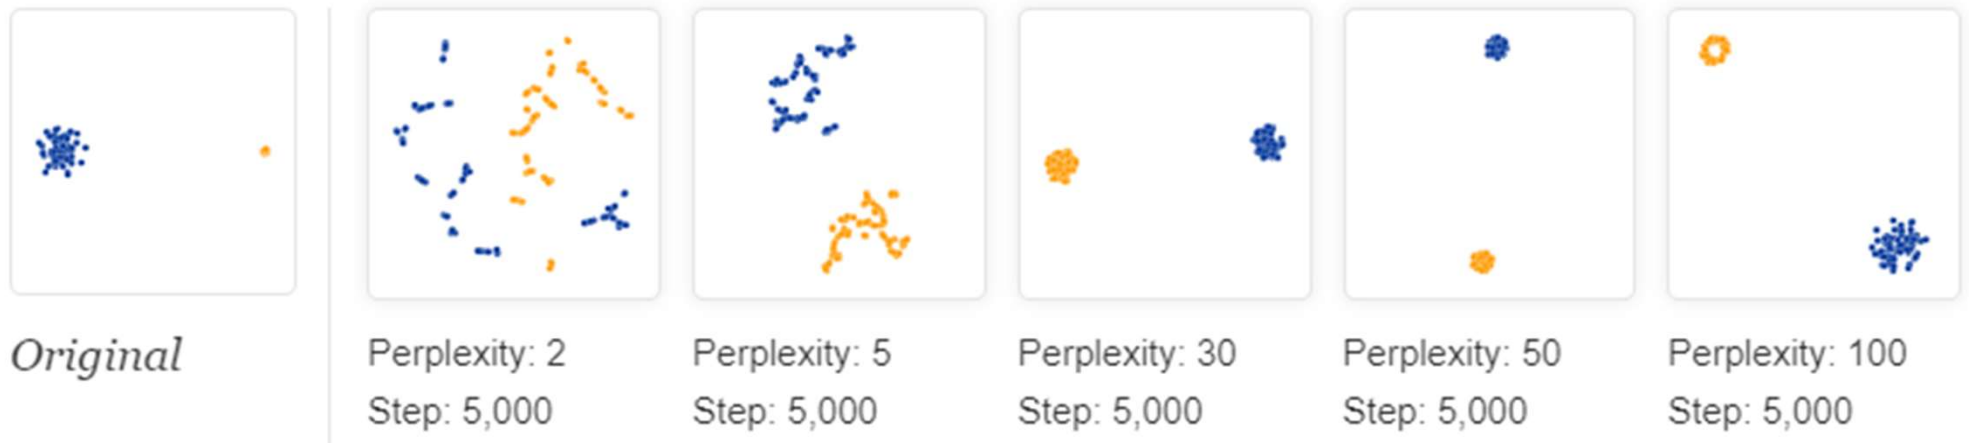 Original
Perplexity: 2
Step: 5,000
Perplexity: 5
Step: 5,000
Perplexity: 30
Step: 5,000
Perplexity: 50
Step: 5,000
Perplexity: 100
Step: 5,000